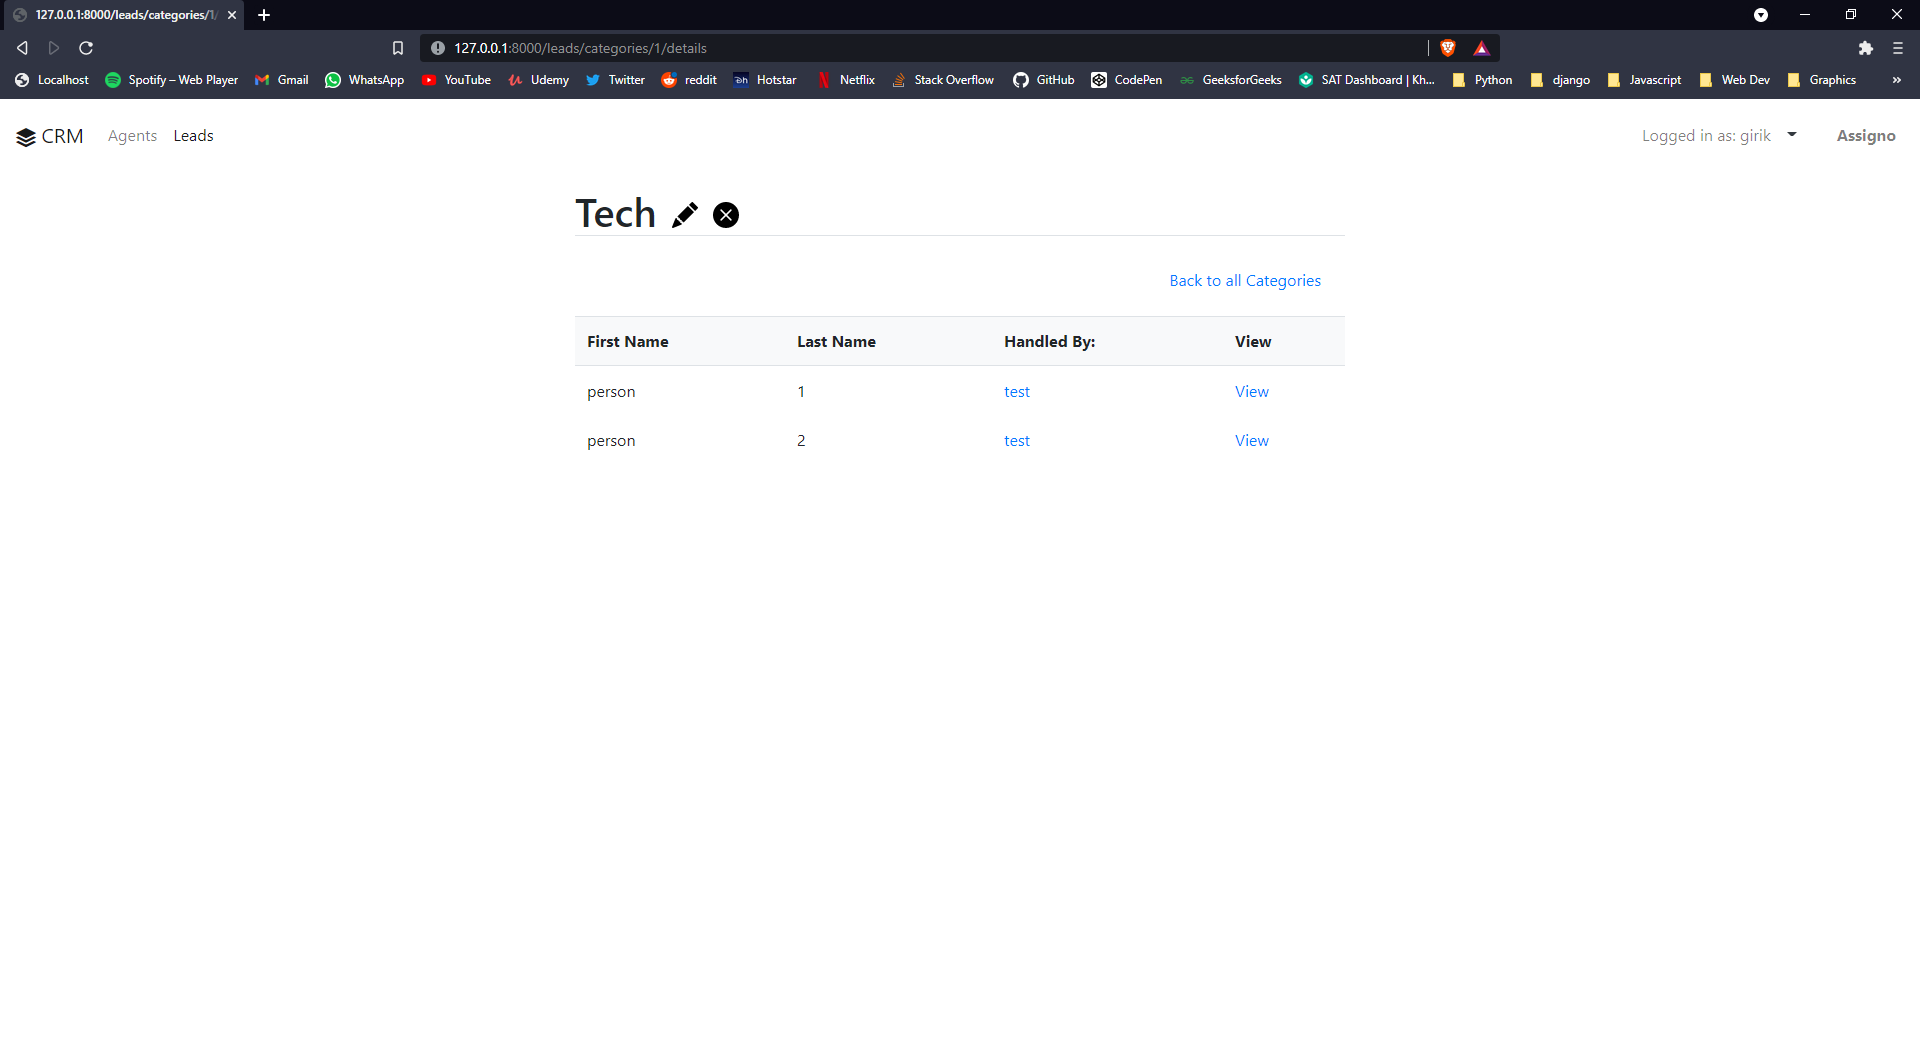 127.0.0.1:8000/leads/categories/1/
127.0.0.1:8000/leads/categories/1/details
Localhost Spotify – Web Player Gmail WhatsApp YouTube Udemy Twitter reddit Hotstar Netflix Stack Overflow GitHub CodePen GeeksforGeeks SAT Dashboard | Kh... Python django Javascript Web Dev Graphics »
CRM Agents Leads Logged in as: girik Assigno
Tech
Back to all Categories
First Name Last Name Handled By: View
person 1 test View
person 2 test View